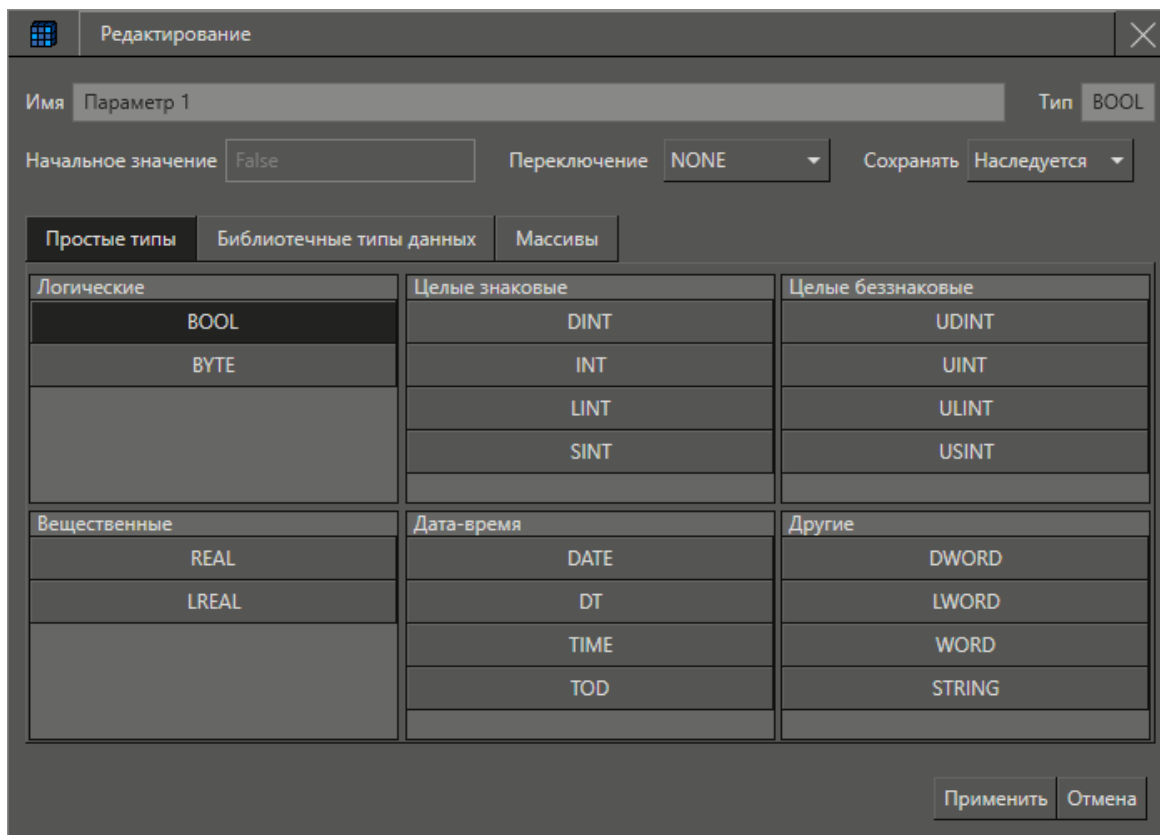 Редактирование
Имя Параметр 1 Тип BOOL
Начальное значение False Переключение NONE Сохранять Наследуется
Простые типы Библиотечные типы данных Массивы
Логические Целые знаковые Целые беззнаковые
BOOL DINT UDINT
BYTE INT UINT
LINT ULINT
SINT USINT
Вещественные Дата-время Другие
REAL DATE DWORD
LREAL DT LWORD
TIME WORD
TOD STRING
Применить Отмена